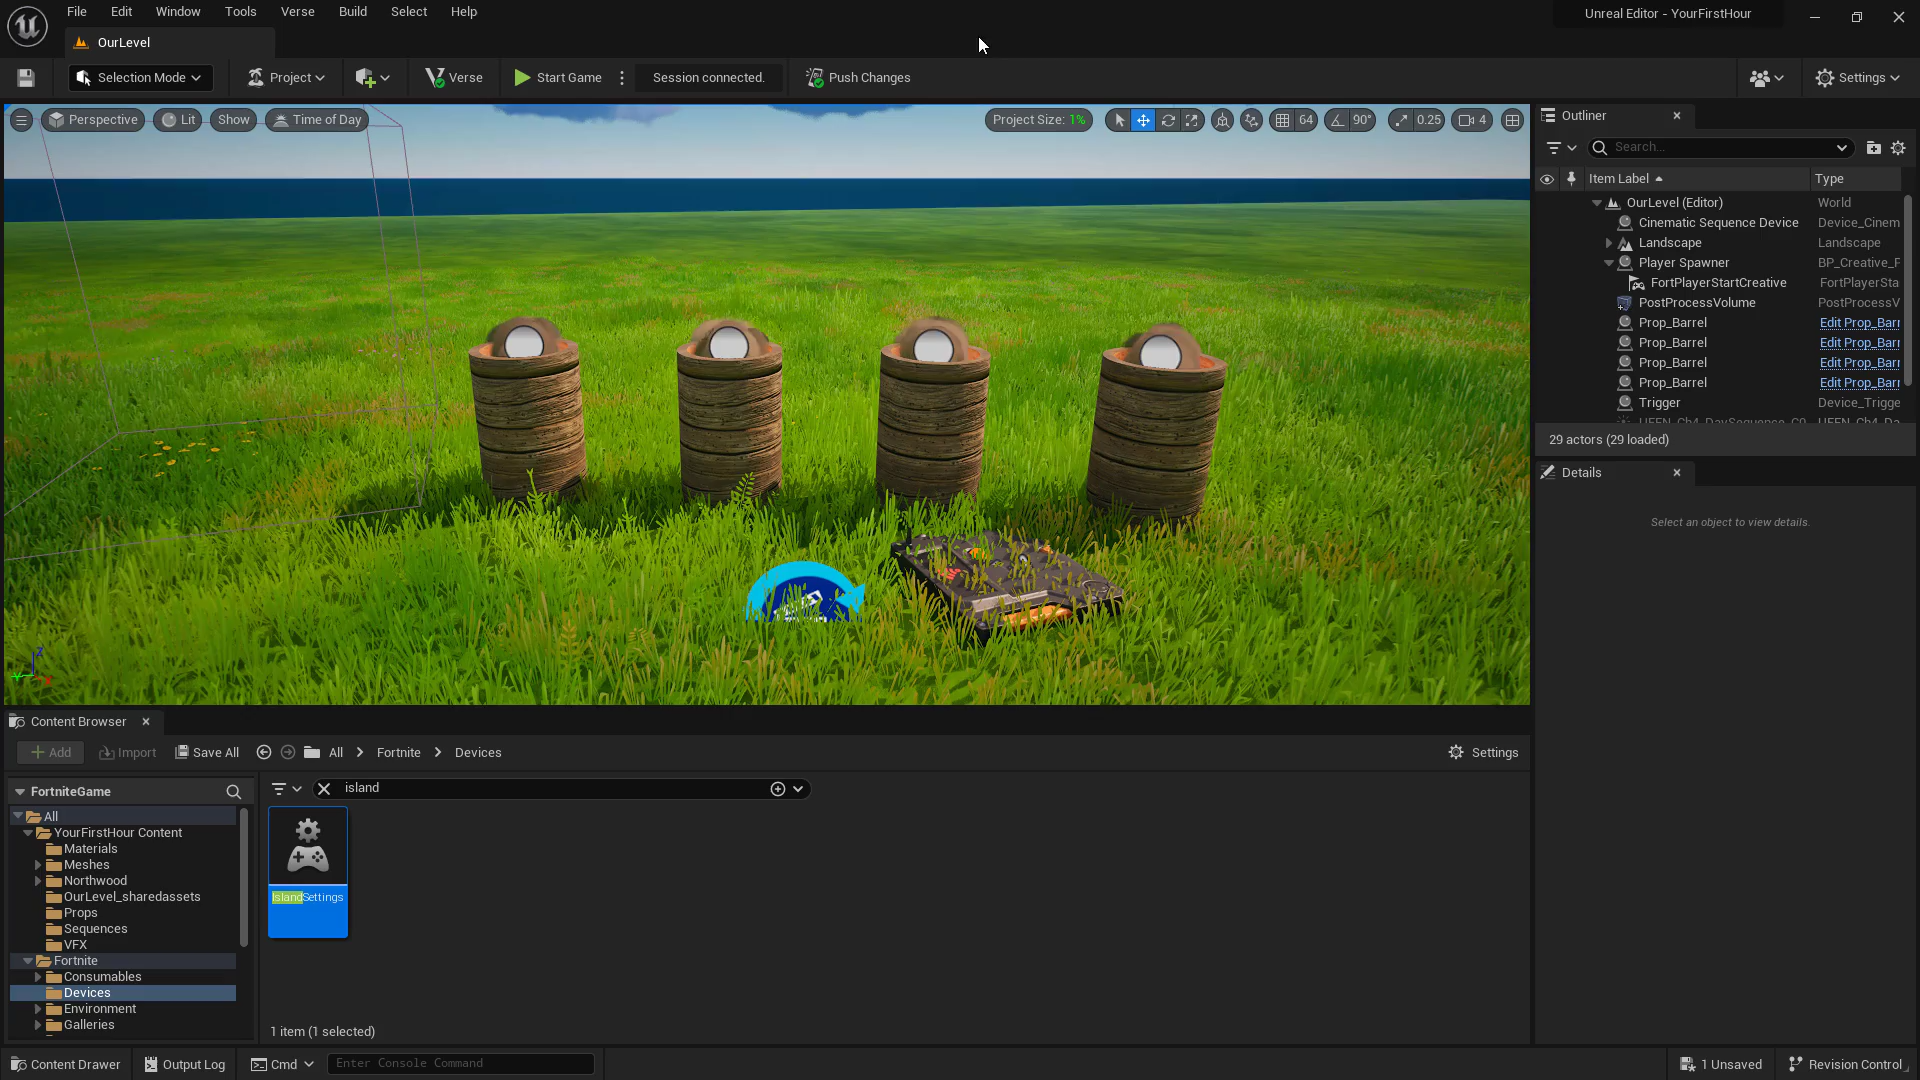 File Edit Window Tools Verse Build Select Help
Unreal Editor - YourFirstHour
OurLevel
Selection Mode Project Verse Start Game Session connected. Push Changes Settings
Perspective Lit Show Time of Day Project Size: 1% 64 90° 0.25 4
Outliner
Search...
Item Label Type
OurLevel (Editor) World
Cinematic Sequence Device Device_Cinem
Landscape Landscape
Player Spawner BP_Creative_F
FortPlayerStartCreative FortPlayerSta
PostProcessVolume PostProcessV
Prop_Barrel Edit Prop_Barr
Prop_Barrel Edit Prop_Barr
Prop_Barrel Edit Prop_Barr
Prop_Barrel Edit Prop_Barr
Trigger Device_Trigge
29 actors (29 loaded)
Details
Select an object to view details.
Z
Content Browser
Add Import Save All All Fortnite Devices Settings
FortniteGame
island
All
YourFirstHour Content
Materials
Meshes
Northwood
OurLevel_sharedassets
Props
Sequences
VFX
Fortnite
Consumables
Devices
Environment
Galleries
IslandSettings
1 item (1 selected)
Content Drawer Output Log Cmd Enter Console Command 1 Unsaved Revision Control